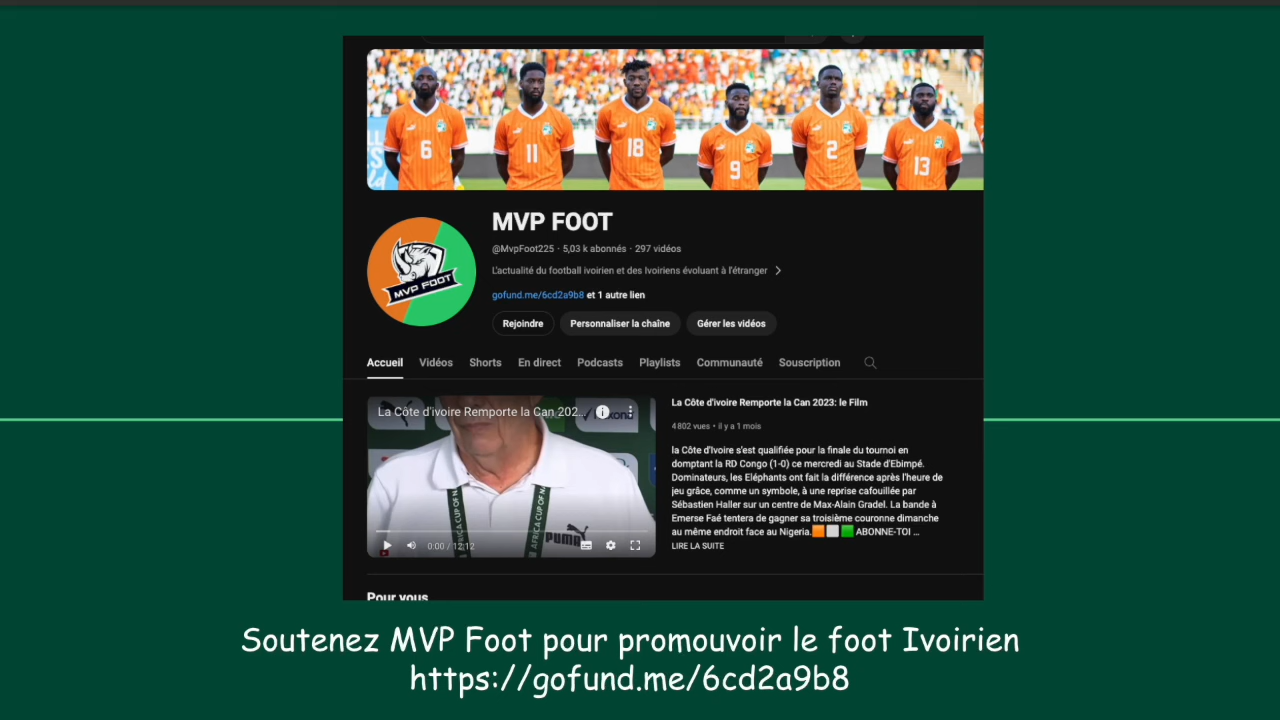 6
11
18
9
2
13
MVP FOOT
MVP FOOT
@MvpFoot225 · 5,03 k abonnés · 297 vidéos
L'actualité du football ivoirien et des Ivoiriens évoluant à l'étranger
gofund.me/6cd2a9b8 et 1 autre lien
Rejoindre Personnaliser la chaîne Gérer les vidéos
Accueil Vidéos Shorts En direct Podcasts Playlists Communauté Souscription
La Côte d'ivoire Remporte la Can 202...
AFRICA CUP OF NA
PUMA
0:00 / 12:12
La Côte d'ivoire Remporte la Can 2023: le Film
4 802 vues • il y a 1 mois
la Côte d'Ivoire s'est qualifiée pour la finale du tournoi en
domptant la RD Congo (1-0) ce mercredi au Stade d'Ebimpé.
Dominateurs, les Eléphants ont fait la différence après l'heure de
jeu grâce, comme un symbole, à une reprise cafouillée par
Sébastien Haller sur un centre de Max-Alain Gradel. La bande à
Emerse Faé tentera de gagner sa troisième couronne dimanche
au même endroit face au Nigeria.🟧⬜🟩 ABONNE-TOI ...
LIRE LA SUITE
Pour vous
Soutenez MVP Foot pour promouvoir le foot Ivoirien
https://gofund.me/6cd2a9b8